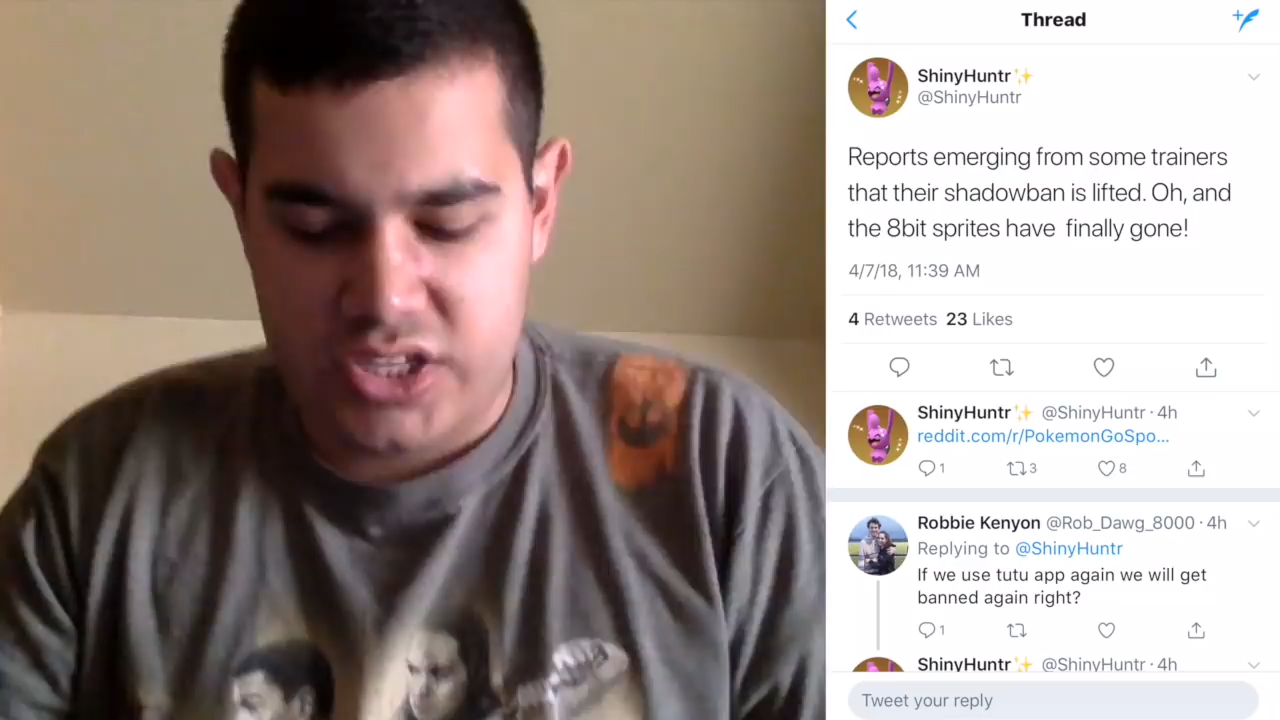 Thread
ShinyHuntr✨
@ShinyHuntr
Reports emerging from some trainers
that their shadowban is lifted. Oh, and
the 8bit sprites have  finally gone!
4/7/18, 11:39 AM
4 Retweets 23 Likes
ShinyHuntr✨ @ShinyHuntr · 4h
reddit.com/r/PokemonGoSpo...
1 3 8
Robbie Kenyon @Rob_Dawg_8000 · 4h
Replying to @ShinyHuntr
If we use tutu app again we will get
banned again right?
1
ShinyHuntr✨ @ShinyHuntr · 4h
Tweet your reply